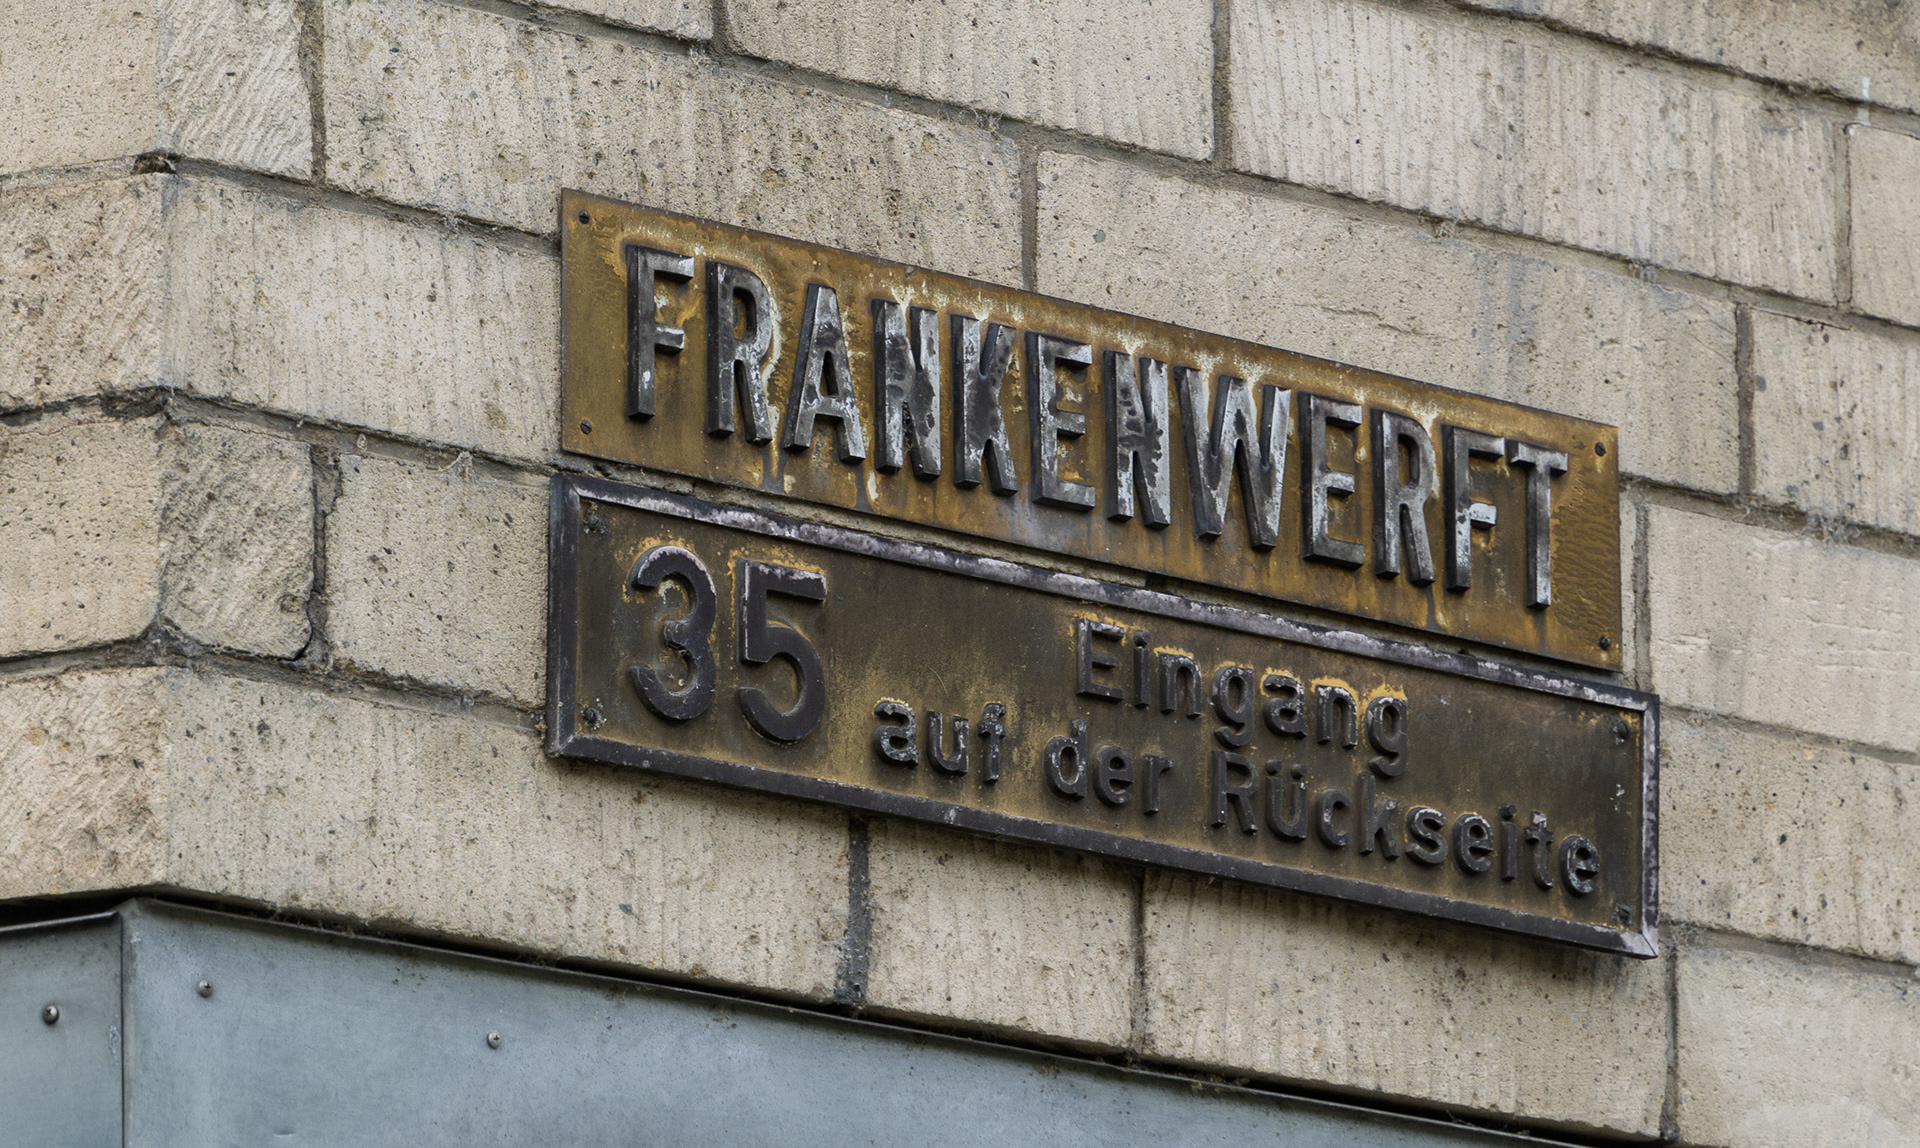 FRANKENWERFT
35 Eingang
auf der Rückseite